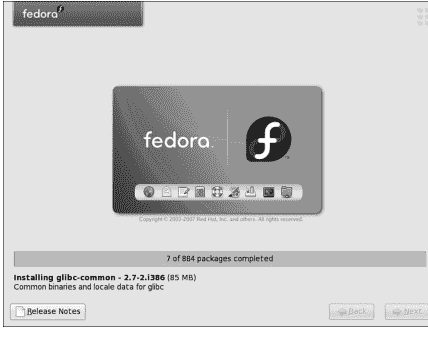 fedora
fedora
Copyright © 2003-2007 Red Hat, Inc. and others. All rights reserved.
7 of 884 packages completed
Installing glibc-common - 2.7-2.i386 (85 MB)
Common binaries and locale data for glibc
Release Notes
Back
Next